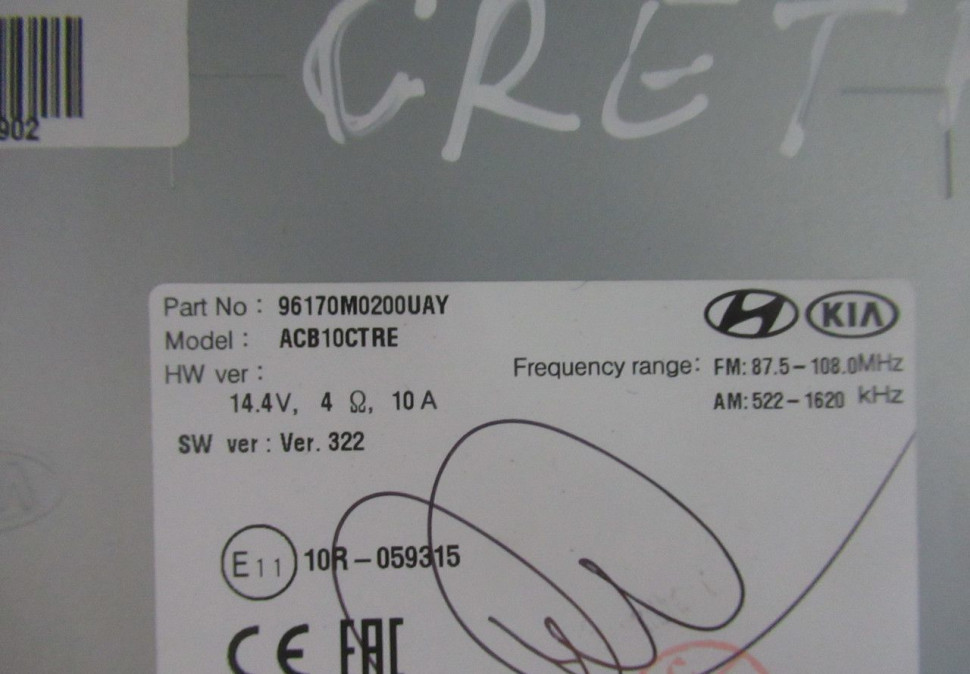 CRET
902
Part No : 96170M0200UAY
KIA
Model : ACB10CTRE
HW ver :
Frequency range: FM: 87.5 – 108.0MHz
14.4V, 4 Ω, 10 A
AM: 522 – 1620 kHz
SW ver : Ver. 322
E11 10R – 059315
CE EAC